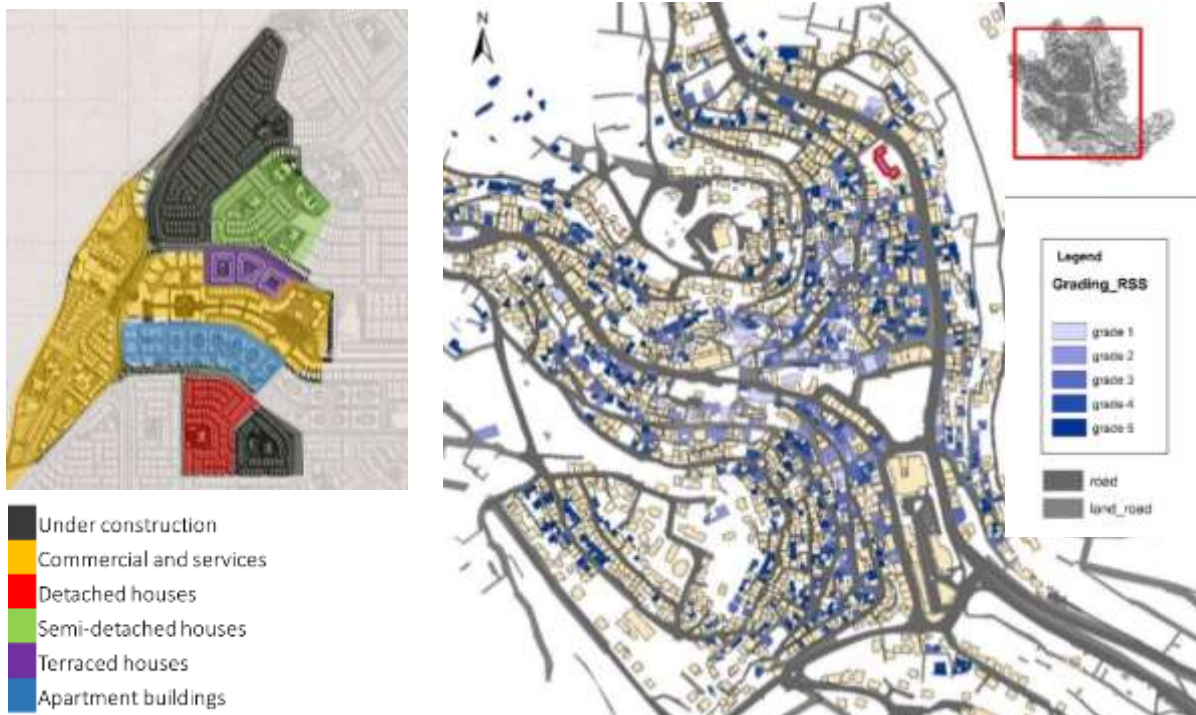 Under construction
Commercial and services
Detached houses
Semi-detached houses
Terraced houses
Apartment buildings
N
Legend
Grading_RSS
grade 1
grade 2
grade 3
grade 4
grade 5
road
land_road